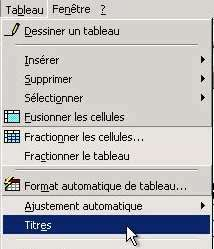 Tableau Fenêtre ?
Dessiner un tableau
Insérer
Supprimer
Sélectionner
Fusionner les cellules
Fractionner les cellules...
Fractionner le tableau
Format automatique de tableau...
Ajustement automatique
Titres